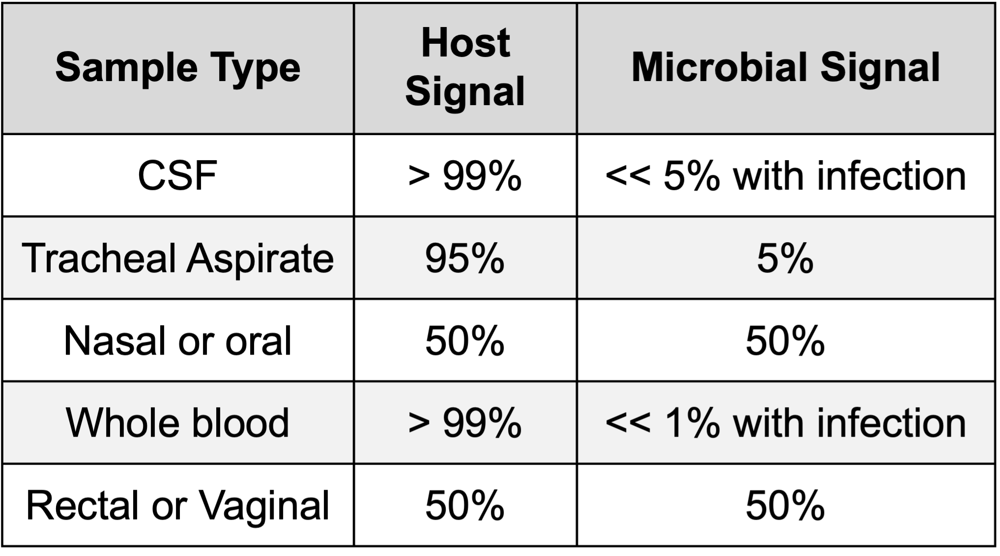 Sample Type Host Signal Microbial Signal
CSF > 99% << 5% with infection
Tracheal Aspirate 95% 5%
Nasal or oral 50% 50%
Whole blood > 99% << 1% with infection
Rectal or Vaginal 50% 50%